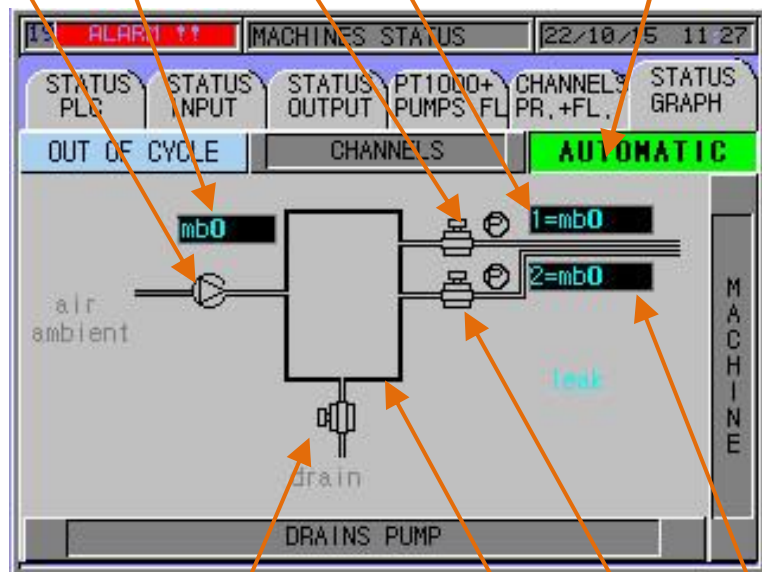 ALARM !! MACHINES STATUS 22/10/15 11:27
STATUS PLC STATUS INPUT STATUS OUTPUT PT1000+ PUMPS FL CHANNELS PR.+FL. STATUS GRAPH
OUT OF CYCLE CHANNELS AUTOMATIC
mb0 P 1=mb0
P 2=mb0
air
ambient
leak
drain
MACHINE
DRAINS PUMP